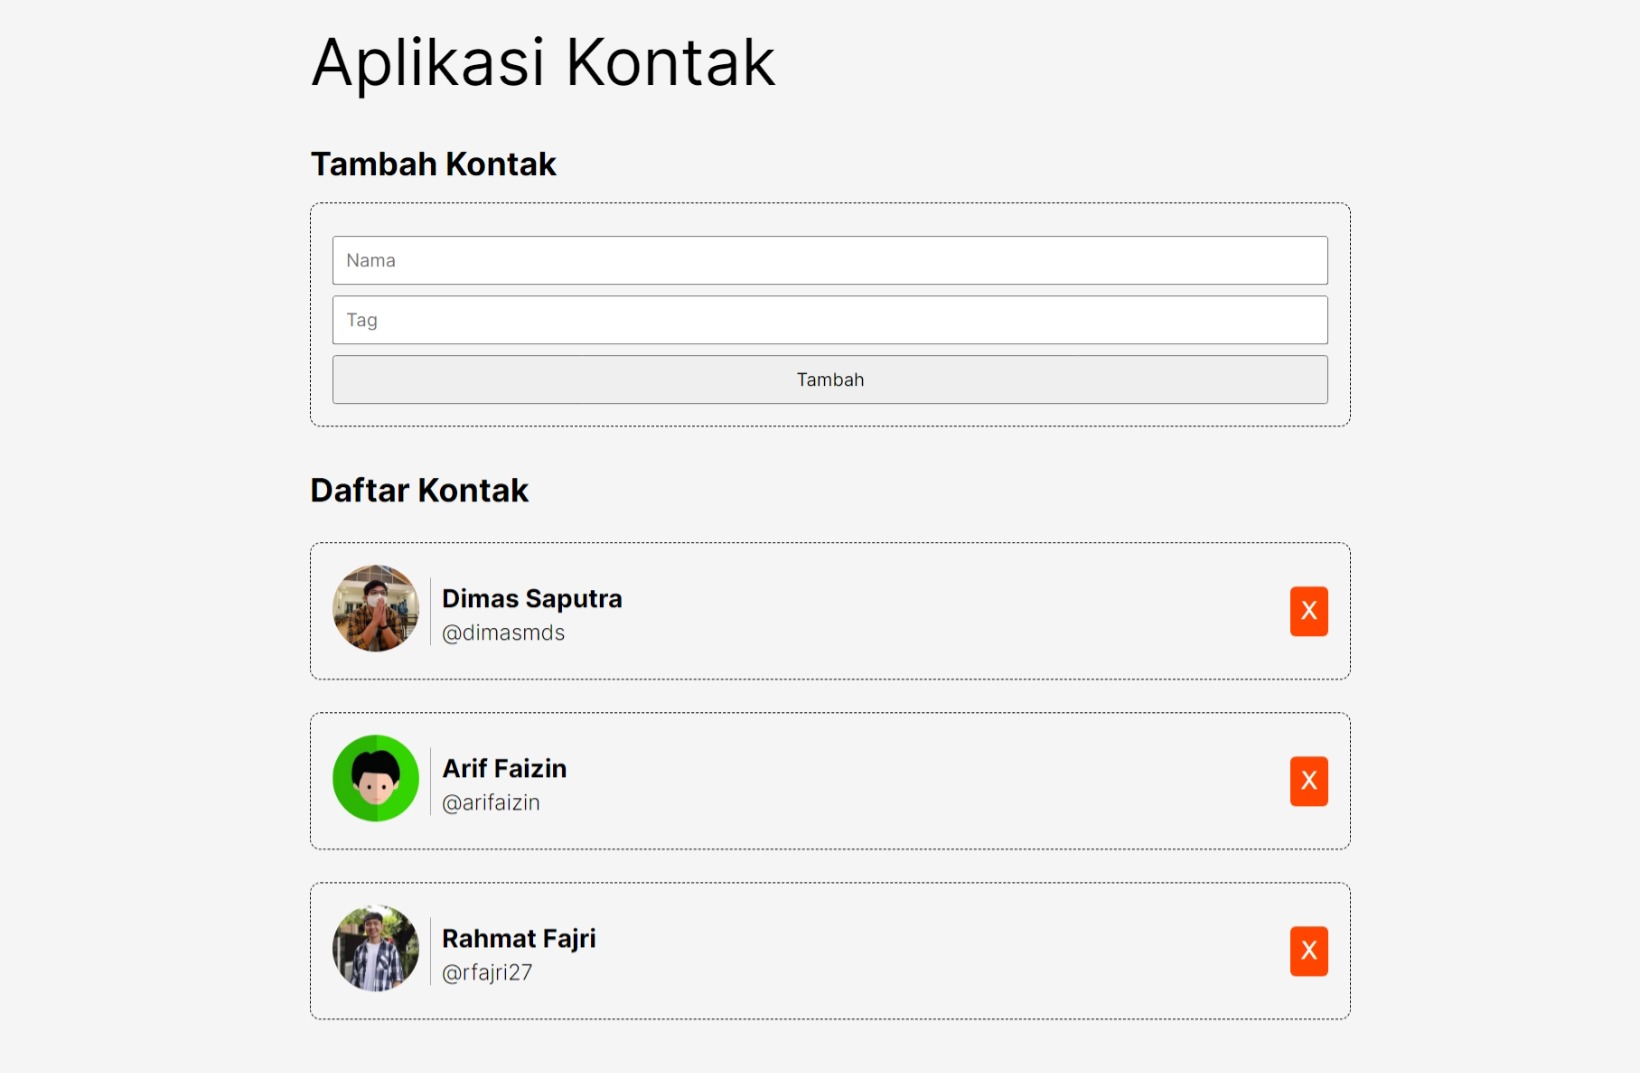 Aplikasi Kontak
Tambah Kontak
Nama
Tag
Tambah
Daftar Kontak
Dimas Saputra
@dimasmds
X
Arif Faizin
@arifaizin
X
Rahmat Fajri
@rfajri27
X